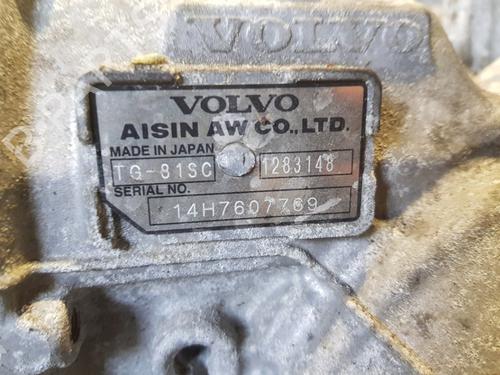 VOLVO
VOLVO
AISIN AW CO., LTD.
MADE IN JAPAN
TG-81SC 1283148
SERIAL NO.
14H7607769